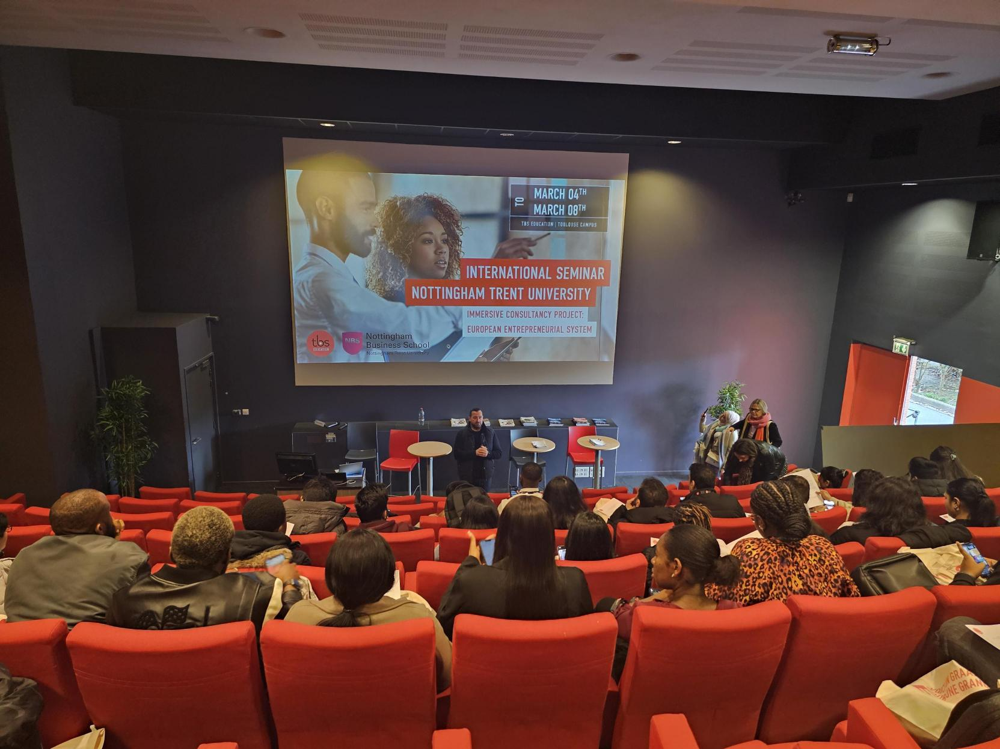 TO
MARCH 04TH
MARCH 08TH
TBS EDUCATION | TOULOUSE CAMPUS
INTERNATIONAL SEMINAR
NOTTINGHAM TRENT UNIVERSITY
IMMERSIVE CONSULTANCY PROJECT:
EUROPEAN ENTREPRENEURIAL SYSTEM
tbs
EDUCATION
NBS
Nottingham
Business School
Nottingham Trent University